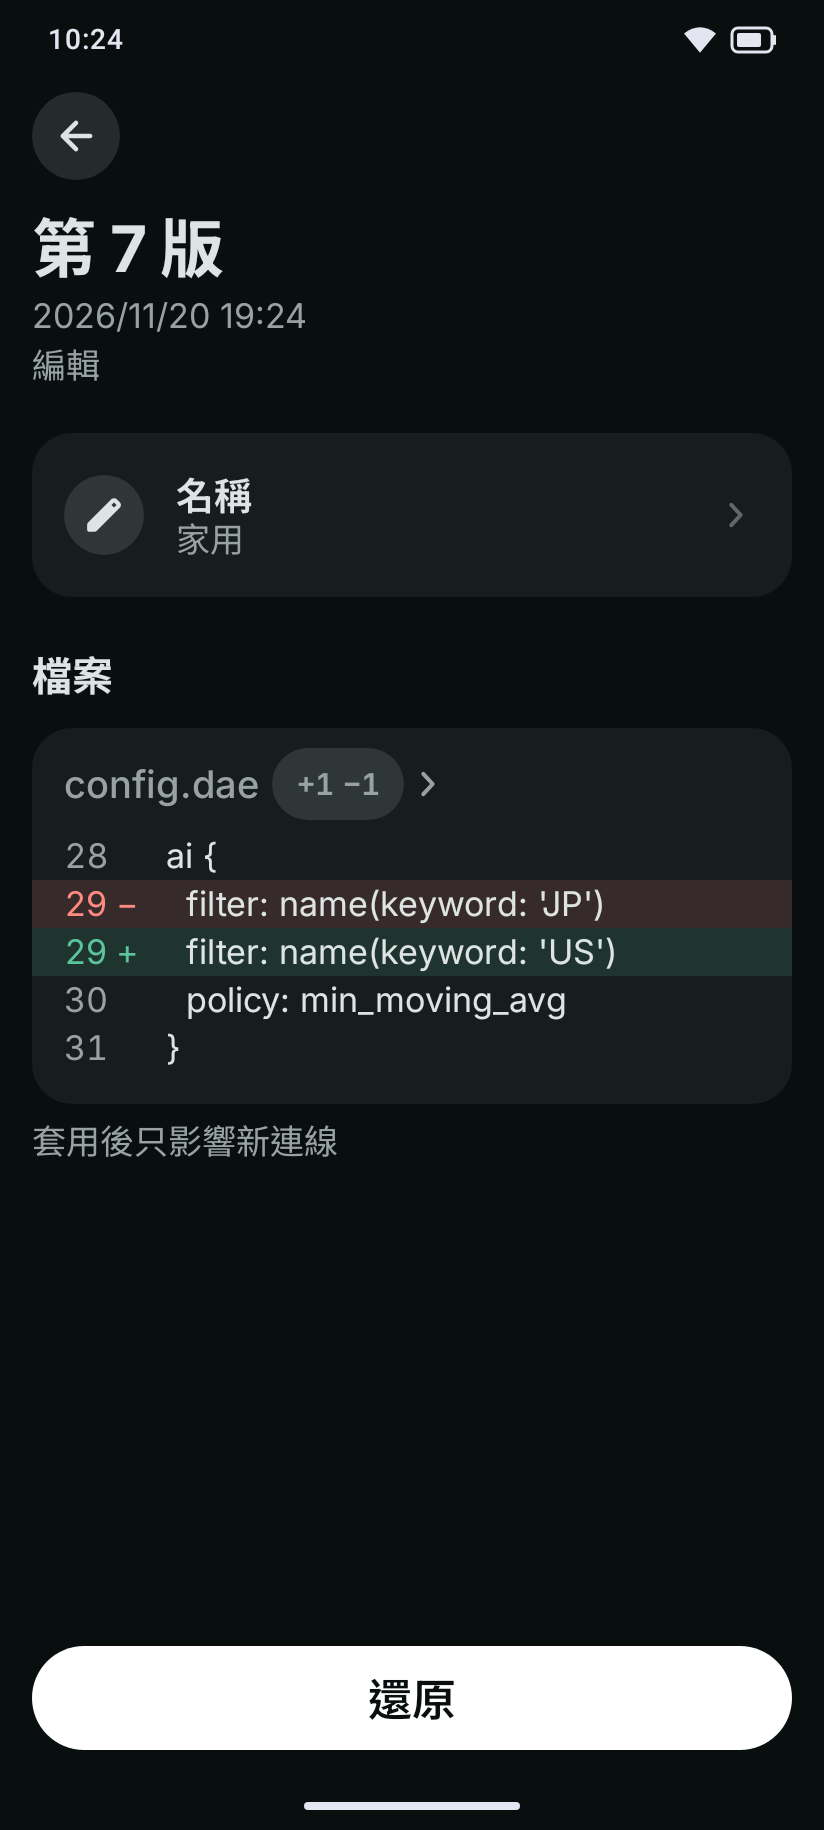 10:24
第 7 版
2026/11/20 19:24
編輯
名稱
家用
檔案
config.dae +1 −1
28 ai {
29 − filter: name(keyword: 'JP')
29 + filter: name(keyword: 'US')
30 policy: min_moving_avg
31 }
套用後只影響新連線
還原